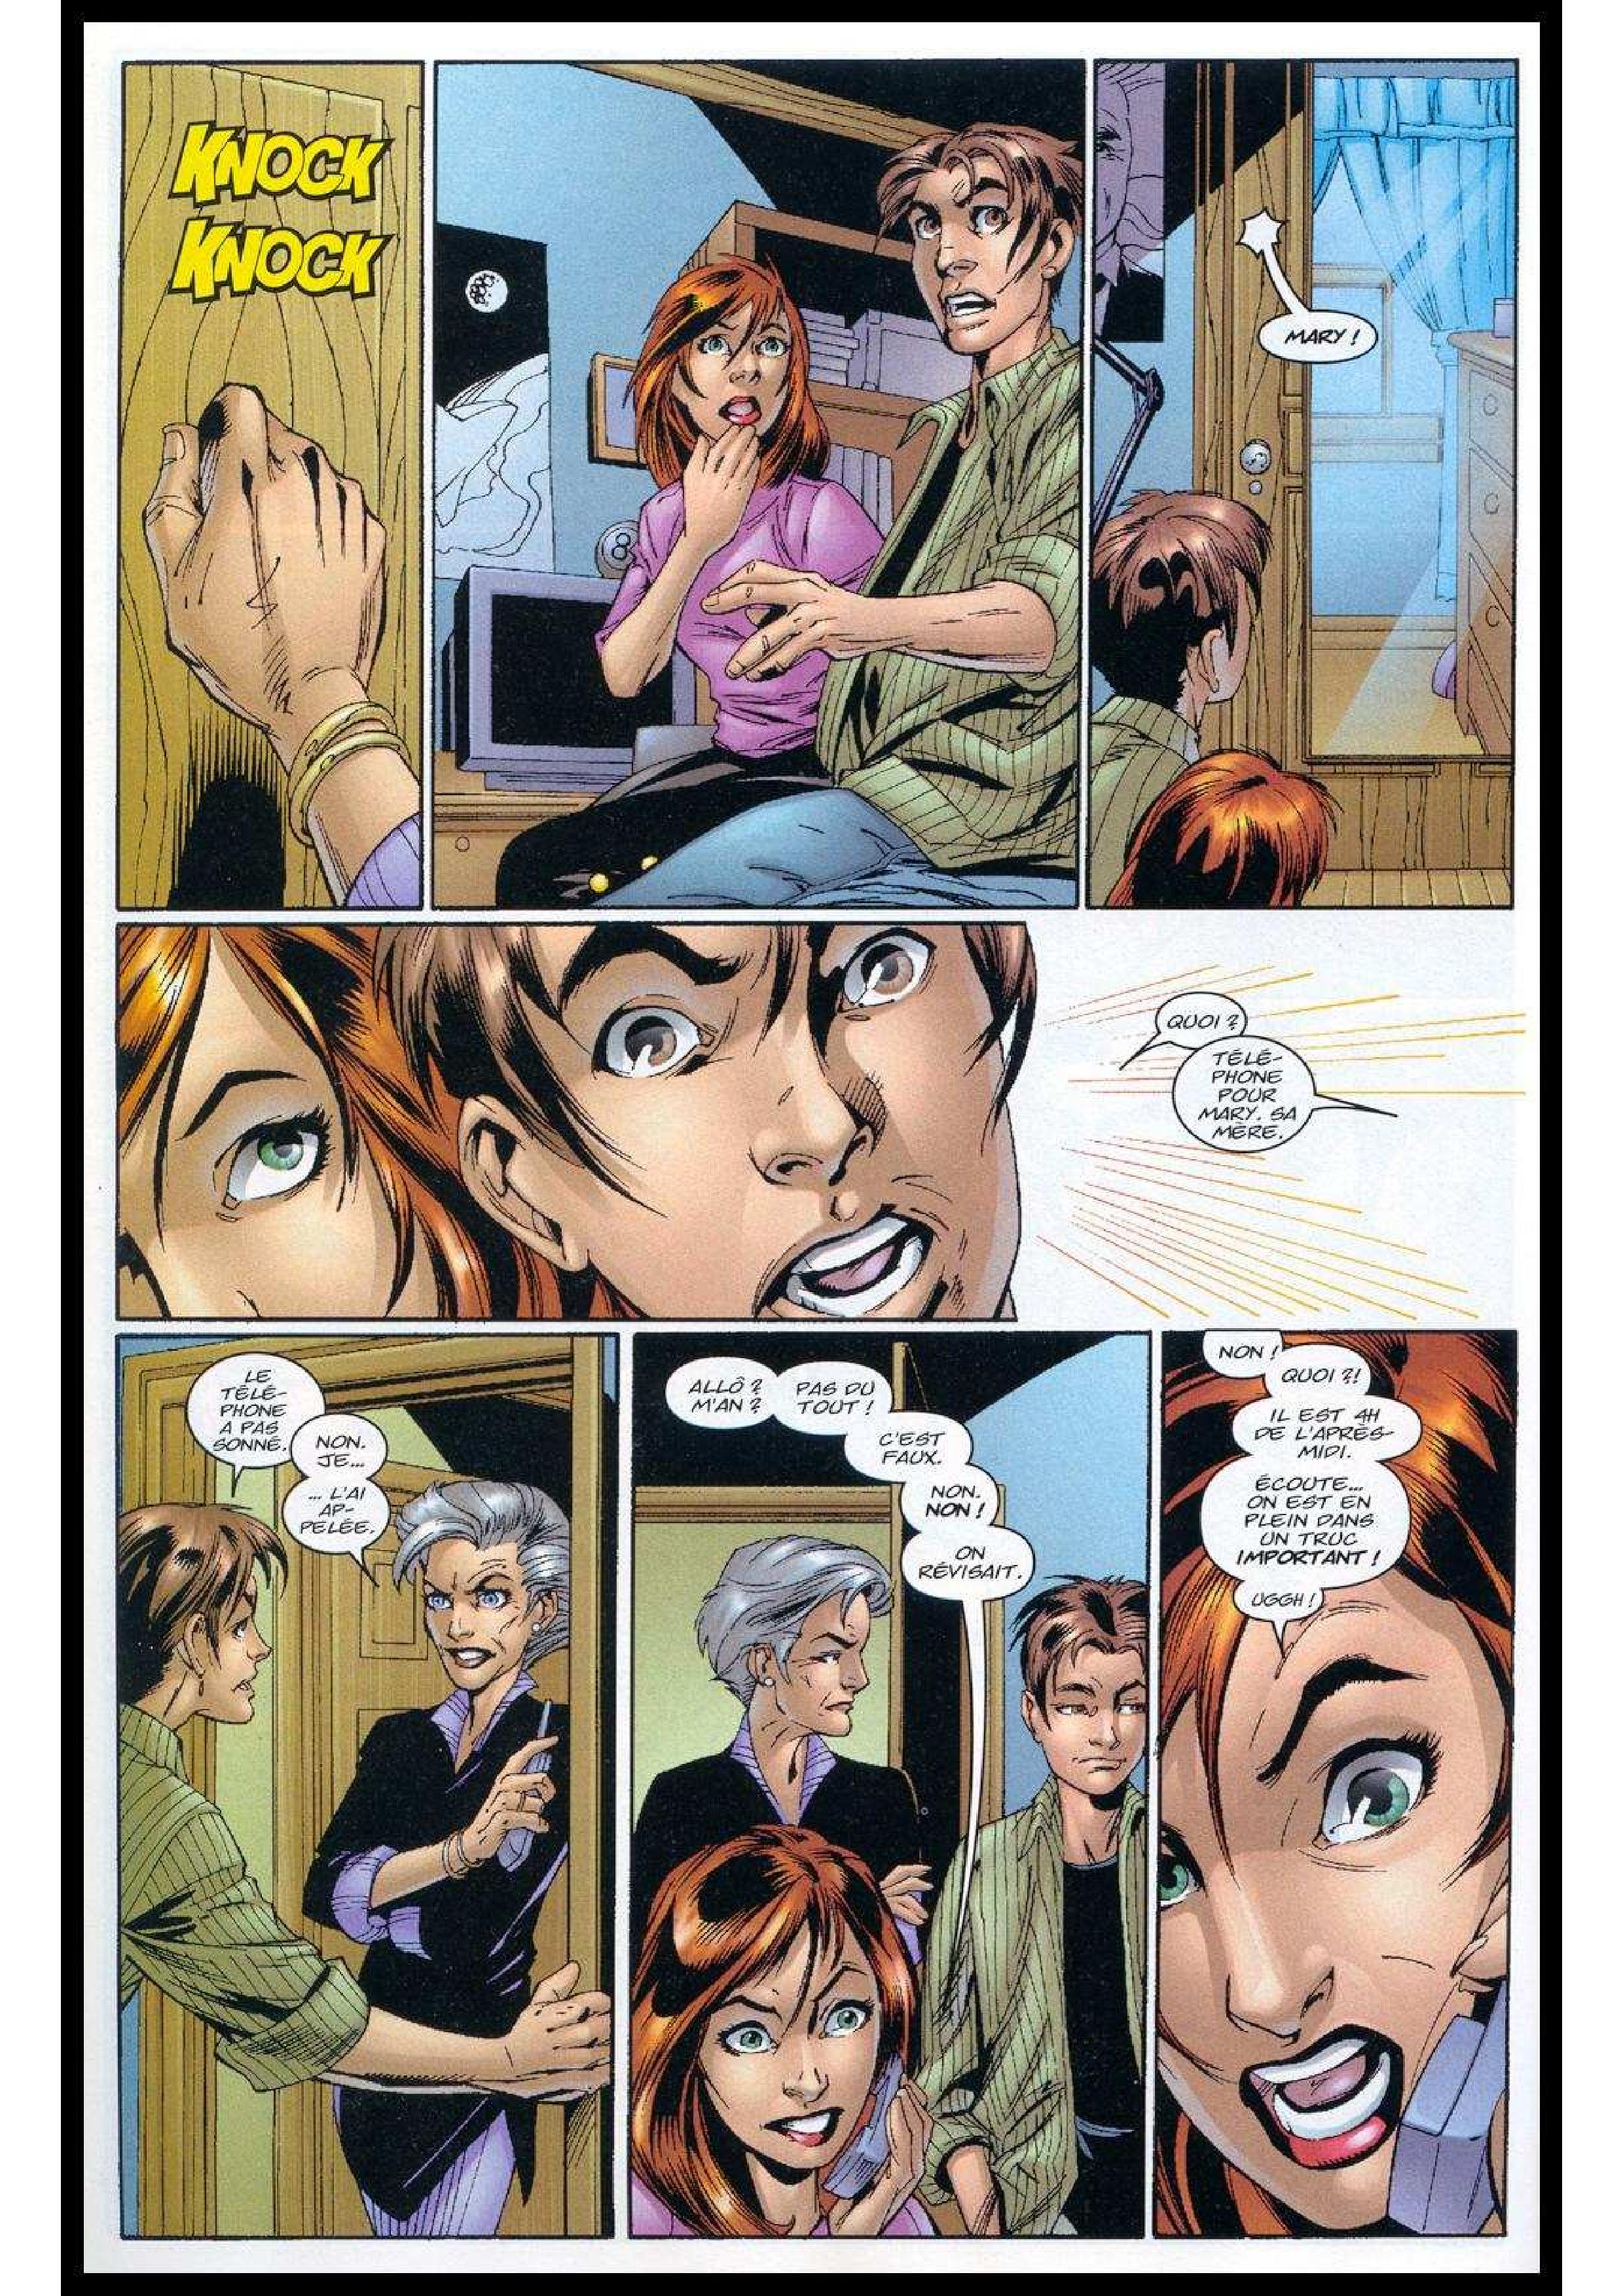 KNOCK
KNOCK
MARY !
QUOI ?
TÉLÉ-
PHONE
POUR
MARY. SA
MÈRE.
LE
TÉLÉ-
PHONE
A PAS
SONNÉ.
NON.
JE...
... L'AI
AP-
PELÉE.
ALLÔ ?
M'AN ?
PAS DU
TOUT !
C'EST
FAUX.
NON.
NON !
ON
RÉVISAIT.
NON !
QUOI ?!
IL EST 4H
DE L'APRÈS-
MIDI.
ÉCOUTE...
ON EST EN
PLEIN DANS
UN TRUC
IMPORTANT !
UGGH !
8